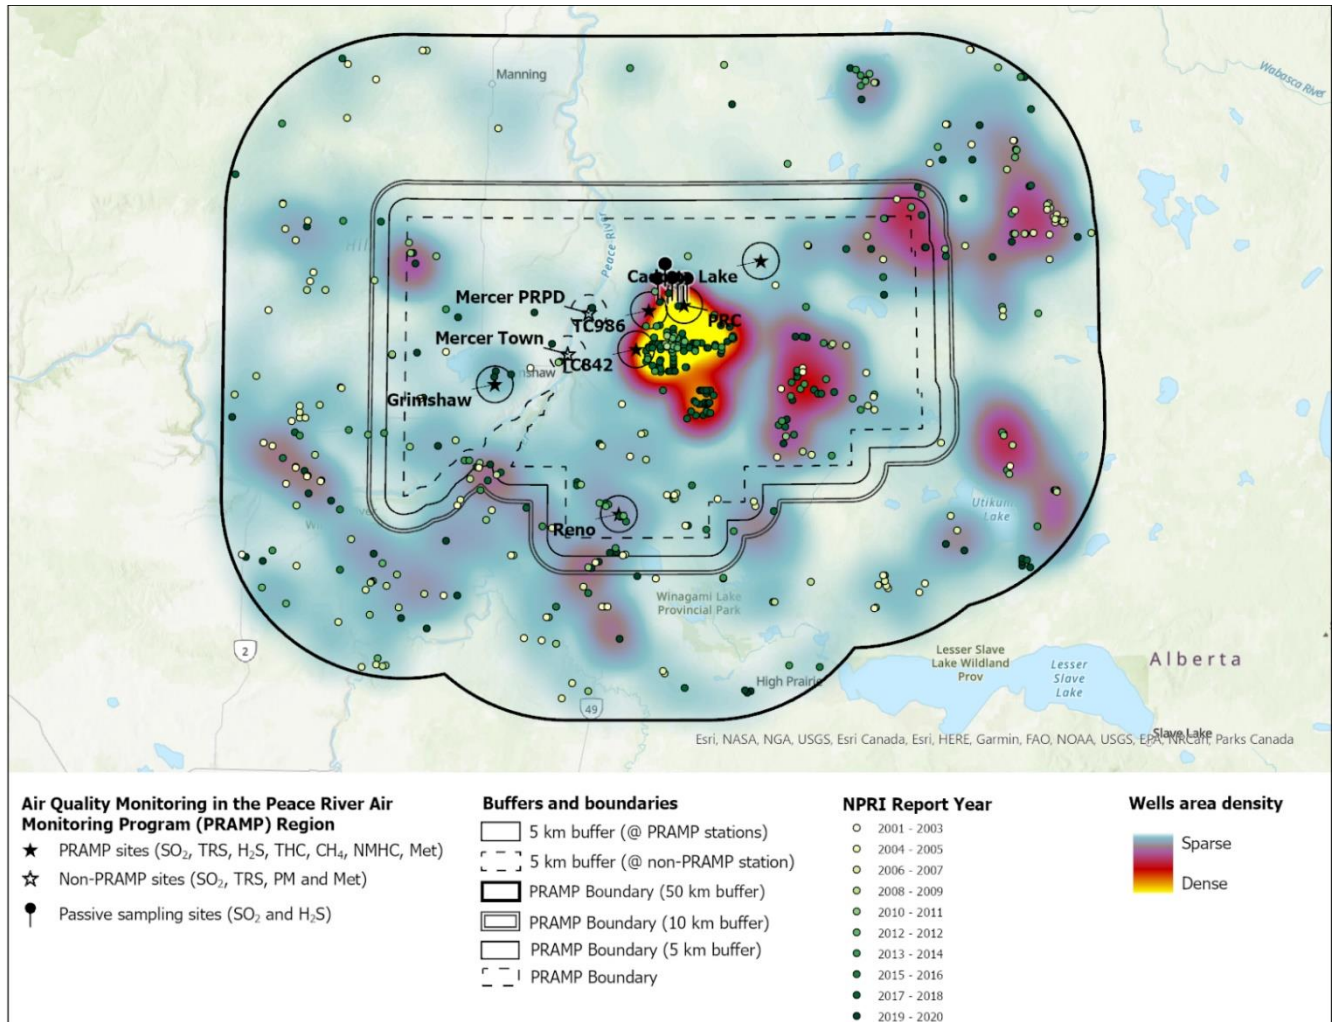 Manning
Wabasca River
Peace River
Cadotte Lake
Mercer PRPD
TC986
PRC
Mercer Town
TC842
nshaw
Grimshaw
Reno
Utikum
Lake
Winagami Lake
Provincial Park
2
49
High Prairie
Lesser Slave
Lake Wildland
Prov
Lesser
Slave
Lake
Alberta
Slave Lake
Esri, NASA, NGA, USGS, Esri Canada, Esri, HERE, Garmin, FAO, NOAA, USGS, EPA, NRCan, Parks Canada
Air Quality Monitoring in the Peace River Air
Monitoring Program (PRAMP) Region
PRAMP sites (SO₂, TRS, H₂S, THC, CH₄, NMHC, Met)
Non-PRAMP sites (SO₂, TRS, PM and Met)
Passive sampling sites (SO₂ and H₂S)
Buffers and boundaries
5 km buffer (@ PRAMP stations)
5 km buffer (@ non-PRAMP station)
PRAMP Boundary (50 km buffer)
PRAMP Boundary (10 km buffer)
PRAMP Boundary (5 km buffer)
PRAMP Boundary
NPRI Report Year
2001 - 2003
2004 - 2005
2006 - 2007
2008 - 2009
2010 - 2011
2012 - 2012
2013 - 2014
2015 - 2016
2017 - 2018
2019 - 2020
Wells area density
Sparse
Dense